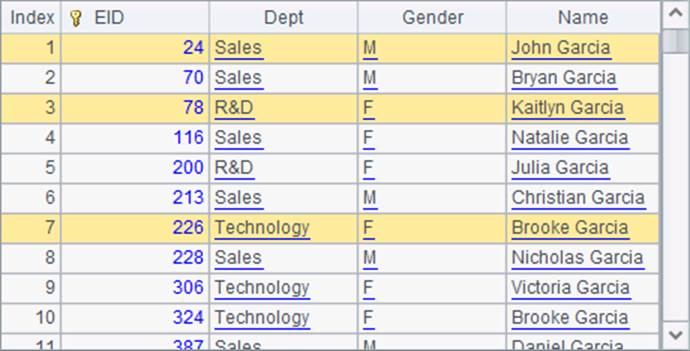 Index EID Dept Gender Name
1 24 Sales M John Garcia
2 70 Sales M Bryan Garcia
3 78 R&D F Kaitlyn Garcia
4 116 Sales F Natalie Garcia
5 200 R&D F Julia Garcia
6 213 Sales M Christian Garcia
7 226 Technology F Brooke Garcia
8 228 Sales M Nicholas Garcia
9 306 Technology F Victoria Garcia
10 324 Technology F Brooke Garcia
11 387 Sales M Daniel Garcia